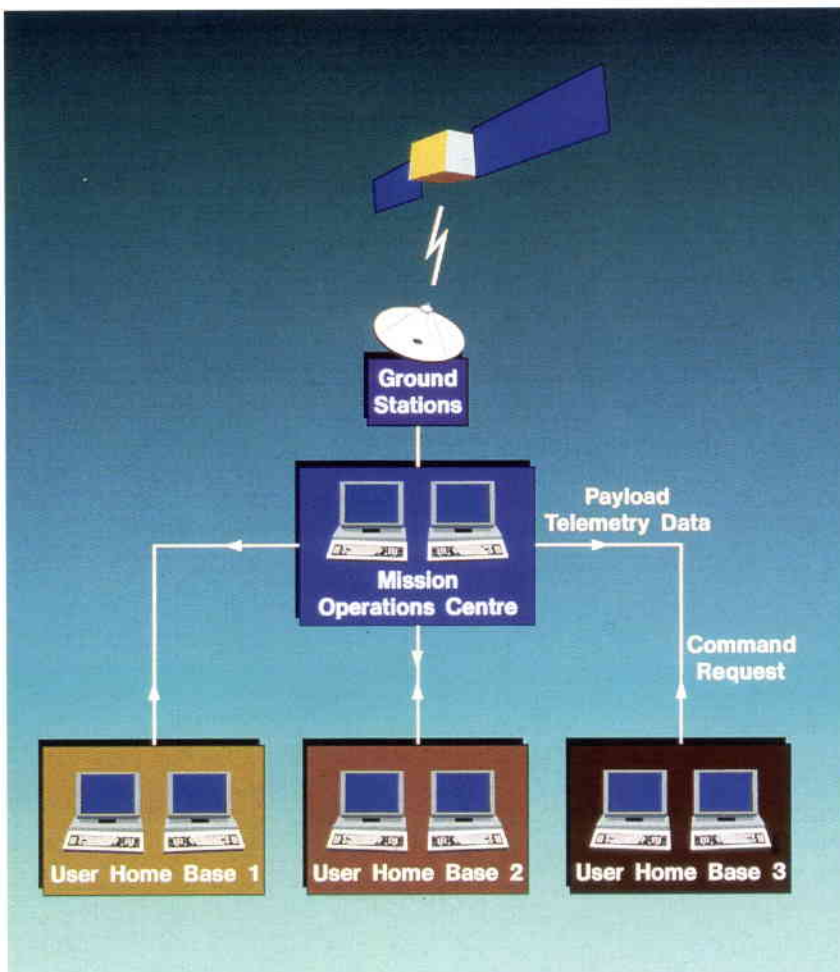 Ground
Stations
Payload
Telemetry Data
Mission
Operations Centre
Command
Request
User Home Base 1
User Home Base 2
User Home Base 3